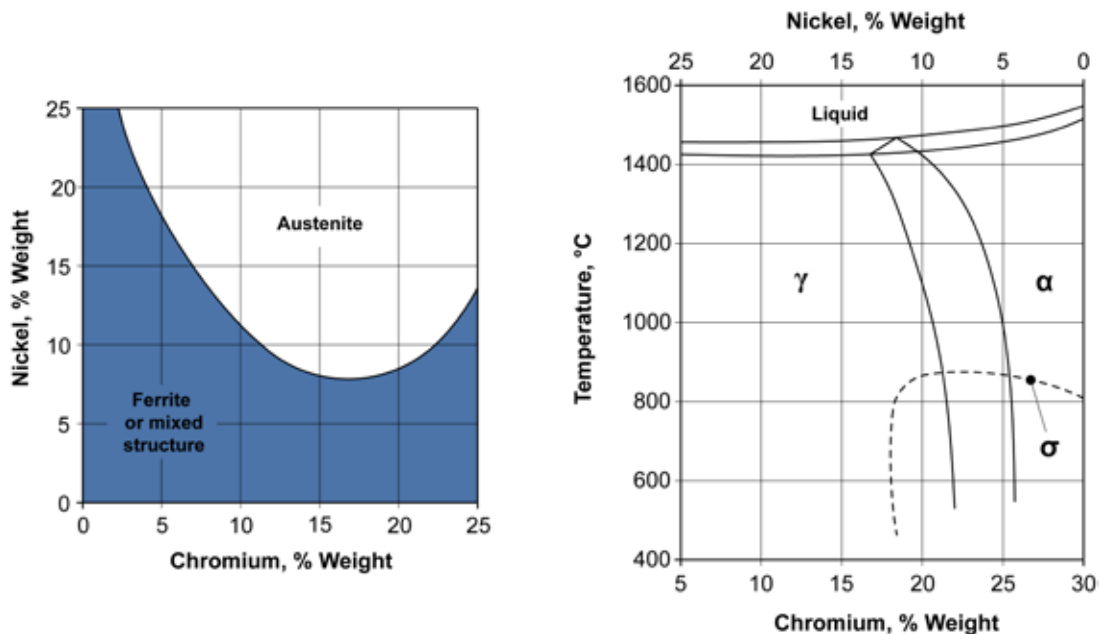 25
20
15
10
5
0
Nickel, % Weight
Austenite
Ferrite
or mixed
structure
0 5 10 15 20 25
Chromium, % Weight
Nickel, % Weight
25 20 15 10 5 0
1600
1400
1200
1000
800
600
400
Temperature, °C
Liquid
γ
α
σ
5 10 15 20 25 30
Chromium, % Weight